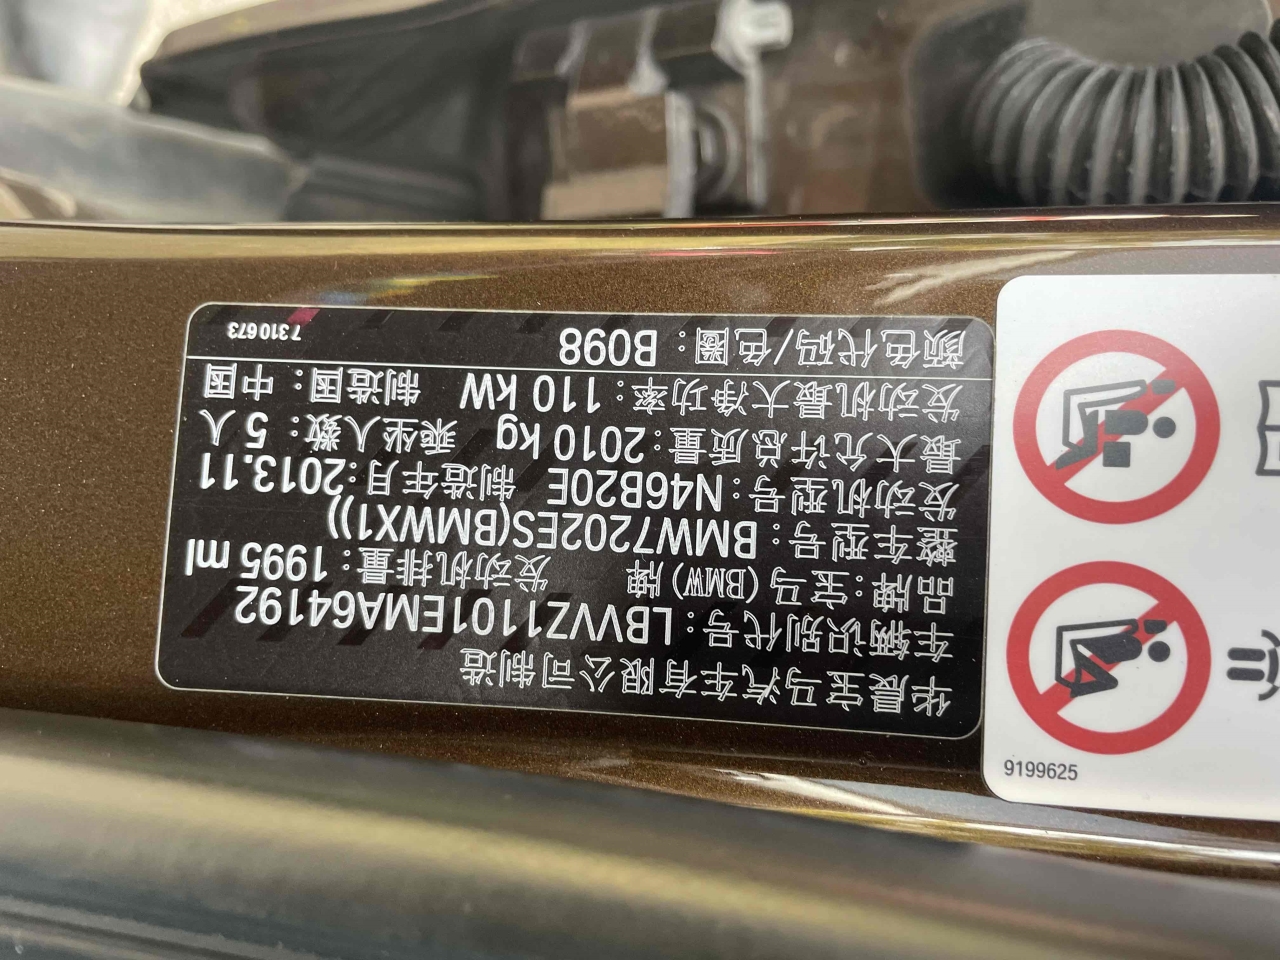 华晨宝马汽车有限公司制造
车辆识别代号：LBVVZ1101EMA64192
品牌：宝马(BMW)牌 发动机排量：1995 ml
整车型号：BMW7202ES(BMWX1))
发动机型号：N46B20E 制造年月：2013.11
最大允许总质量：2010 kg 乘坐人数：5 人
发动机最大净功率：110 kW 制造国：中国
颜色代码/色圈：B098
7310673
9199625